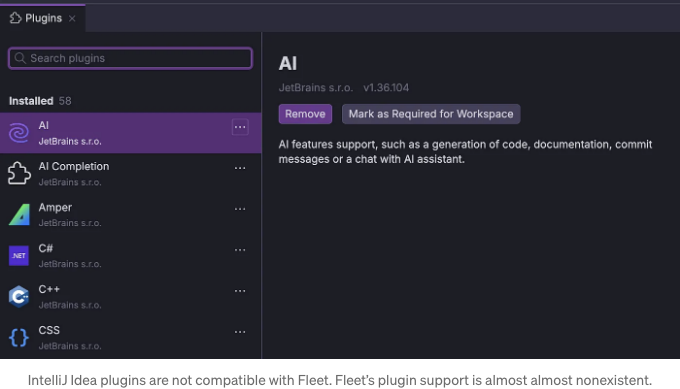 Plugins
Search plugins
Installed 58
AI
JetBrains s.r.o.
AI Completion
JetBrains s.r.o.
Amper
JetBrains s.r.o.
.NET
C#
JetBrains s.r.o.
C++
JetBrains s.r.o.
CSS
JetBrains s.r.o.
AI
JetBrains s.r.o. v1.36.104
Remove Mark as Required for Workspace
AI features support, such as a generation of code, documentation, commit
messages or a chat with AI assistant.
IntelliJ Idea plugins are not compatible with Fleet. Fleet's plugin support is almost almost nonexistent.